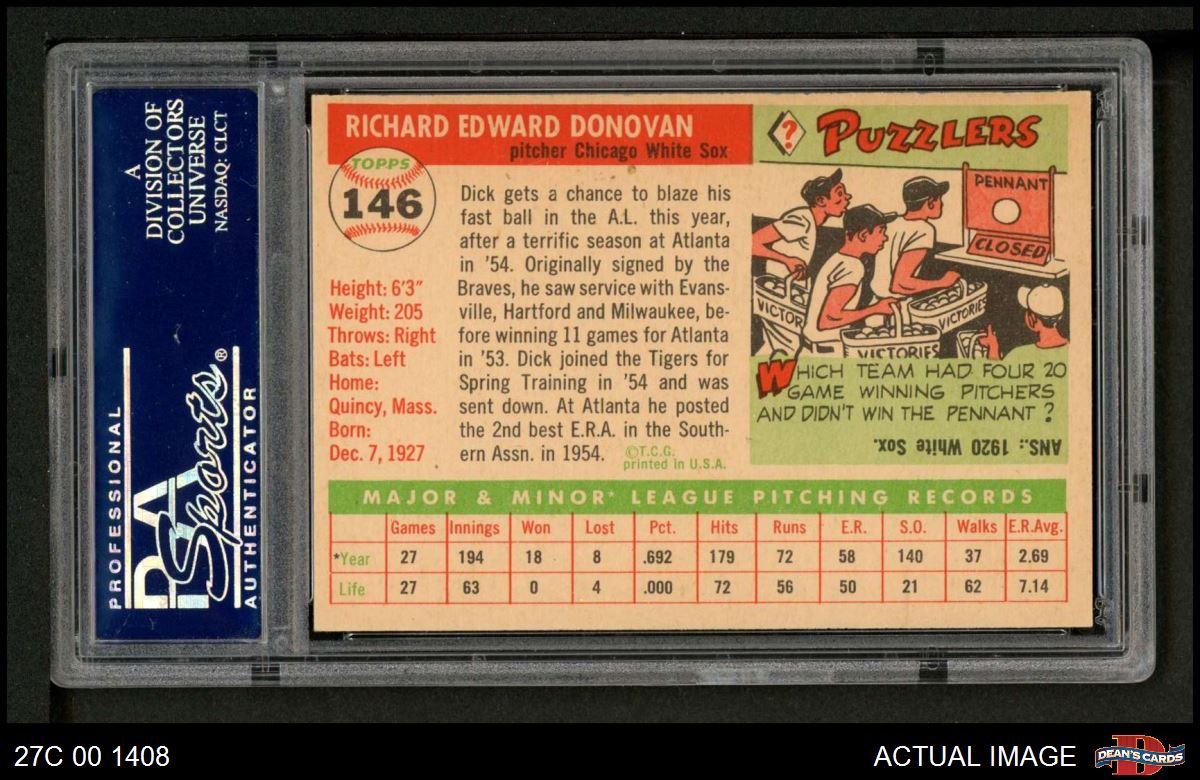 A
DIVISION OF
COLLECTORS
UNIVERSE
NASDAQ: CLCT
PROFESSIONAL
PSA
Sports®
AUTHENTICATOR
RICHARD EDWARD DONOVAN
pitcher Chicago White Sox
TOPPS
146
Height: 6'3"
Weight: 205
Throws: Right
Bats: Left
Home:
Quincy, Mass.
Born:
Dec. 7, 1927
Dick gets a chance to blaze his
fast ball in the A.L. this year,
after a terrific season at Atlanta
in '54. Originally signed by the
Braves, he saw service with Evans-
ville, Hartford and Milwaukee, be-
fore winning 11 games for Atlanta
in '53. Dick joined the Tigers for
Spring Training in '54 and was
sent down. At Atlanta he posted
the 2nd best E.R.A. in the South-
ern Assn. in 1954.
©T.C.G.
printed in U.S.A.
? PUZZLERS
PENNANT
CLOSED
VICTOR
VICTORIES
VICTORIES
WHICH TEAM HAD FOUR 20
GAME WINNING PITCHERS
AND DIDN'T WIN THE PENNANT ?
ANS.: 1920 White Sox.
MAJOR & MINOR* LEAGUE PITCHING RECORDS
Games Innings Won Lost Pct. Hits Runs E.R. S.O. Walks E.R.Avg.
*Year 27 194 18 8 .692 179 72 58 140 37 2.69
Life 27 63 0 4 .000 72 56 50 21 62 7.14
27C 00 1408
ACTUAL IMAGE
D
DEAN'S CARDS